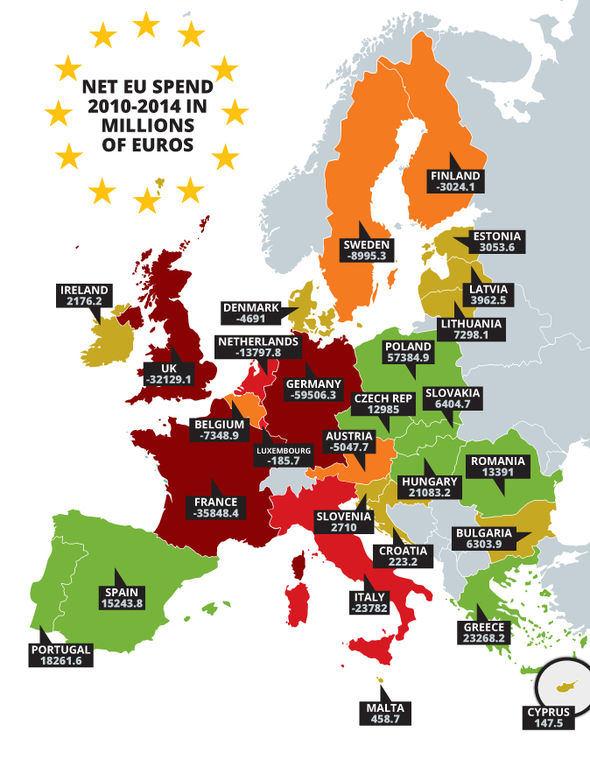 NET EU SPEND
2010-2014 IN
MILLIONS
OF EUROS
FINLAND
-3024.1
SWEDEN
-8995.3
ESTONIA
3053.6
IRELAND
2176.2
LATVIA
3962.5
DENMARK
-4691
LITHUANIA
7298.1
NETHERLANDS
-13797.8
POLAND
57384.9
UK
-32129.1
GERMANY
-59506.3
CZECH REP
12985
SLOVAKIA
6404.7
BELGIUM
-7348.9
LUXEMBOURG
-185.7
AUSTRIA
-5047.7
ROMANIA
13391
HUNGARY
21083.2
FRANCE
-35848.4
SLOVENIA
2710
BULGARIA
6303.9
CROATIA
223.2
SPAIN
15243.8
ITALY
-23782
GREECE
23268.2
PORTUGAL
18261.6
MALTA
458.7
CYPRUS
147.5